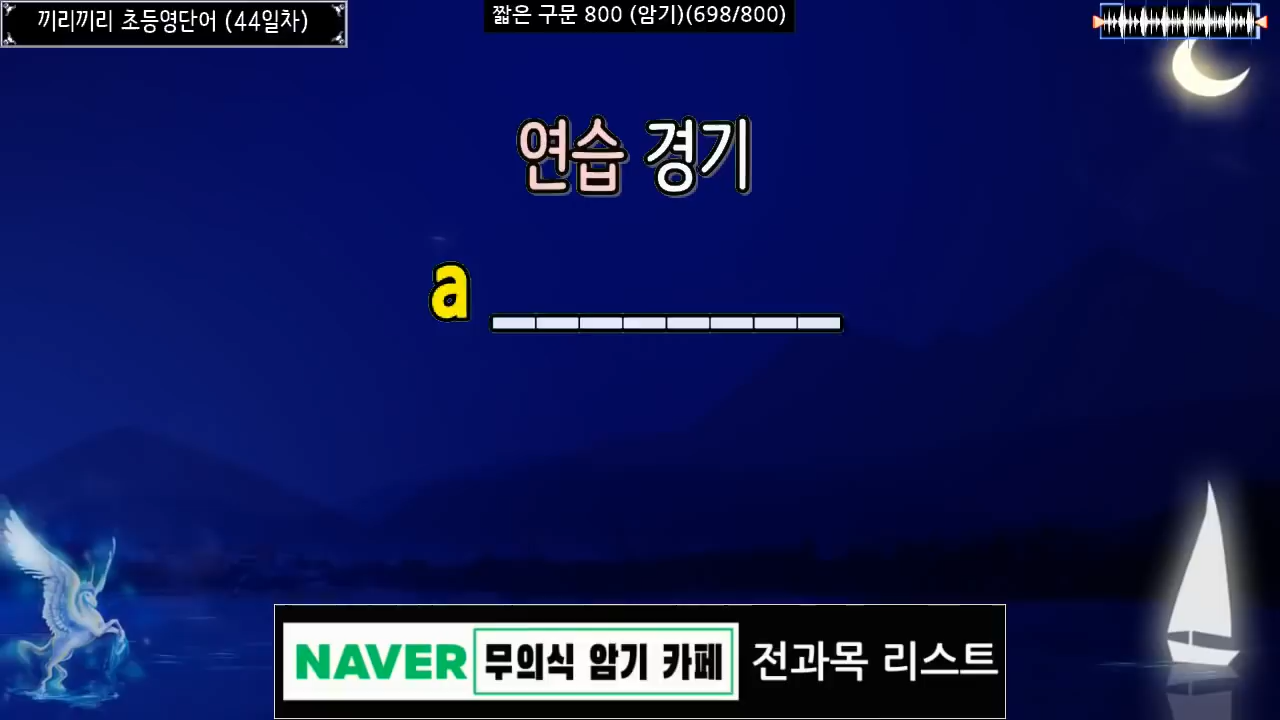 끼리끼리 초등영단어 (44일차)
짧은 구문 800 (암기)(698/800)
연습 경기
a ________
NAVER 무의식 암기 카페 전과목 리스트